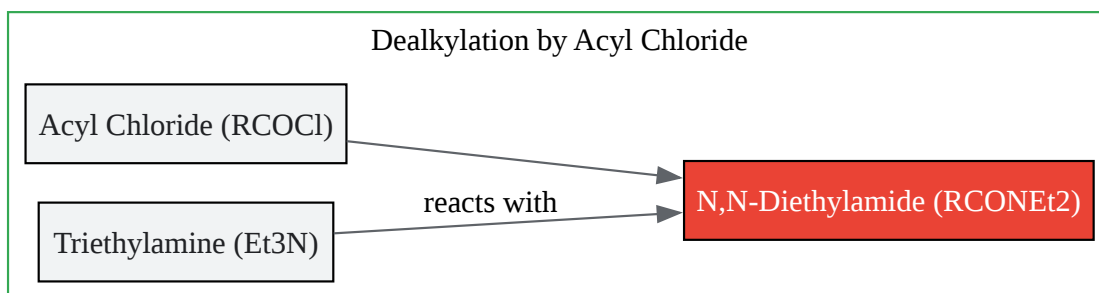 Dealkylation by Acyl Chloride
Acyl Chloride (RCOCl)
reacts with
N,N-Diethylamide (RCONEt2)
Triethylamine (Et3N)